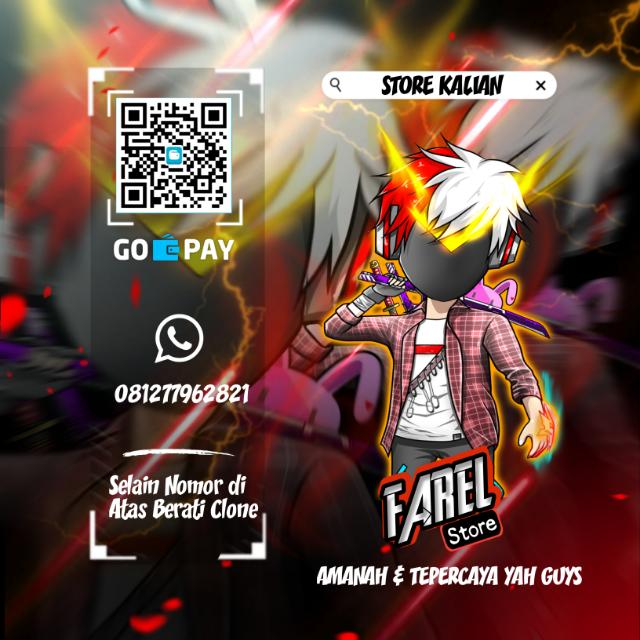 STORE KALIAN
GO PAY
081277962821
Selain Nomor di
Atas Berati Clone
FAREL
Store
AMANAH & TEPERCAYA YAH GUYS